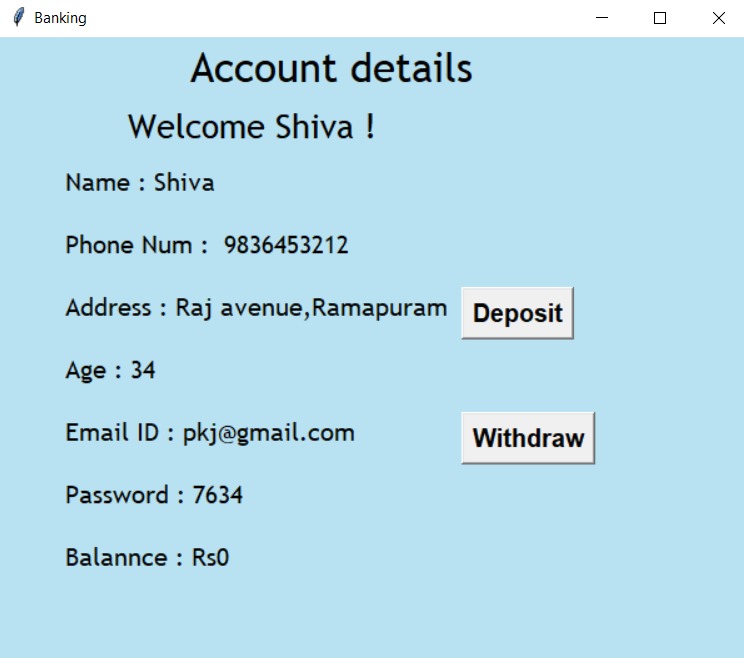 Banking
Account details
Welcome Shiva !
Name : Shiva
Phone Num :  9836453212
Address : Raj avenue,Ramapuram
Deposit
Age : 34
Email ID : pkj@gmail.com
Withdraw
Password : 7634
Balannce : Rs0